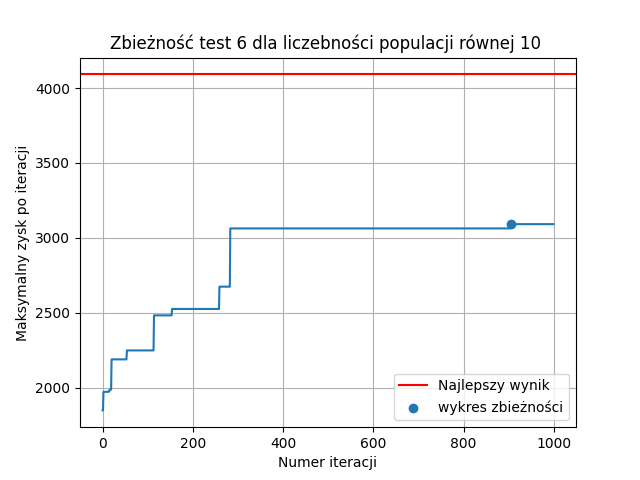 Zbieżność test 6 dla liczebności populacji równej 10
Maksymalny zysk po iteracji
4000
3500
3000
2500
2000
Najlepszy wynik
wykres zbieżności
0 200 400 600 800 1000
Numer iteracji